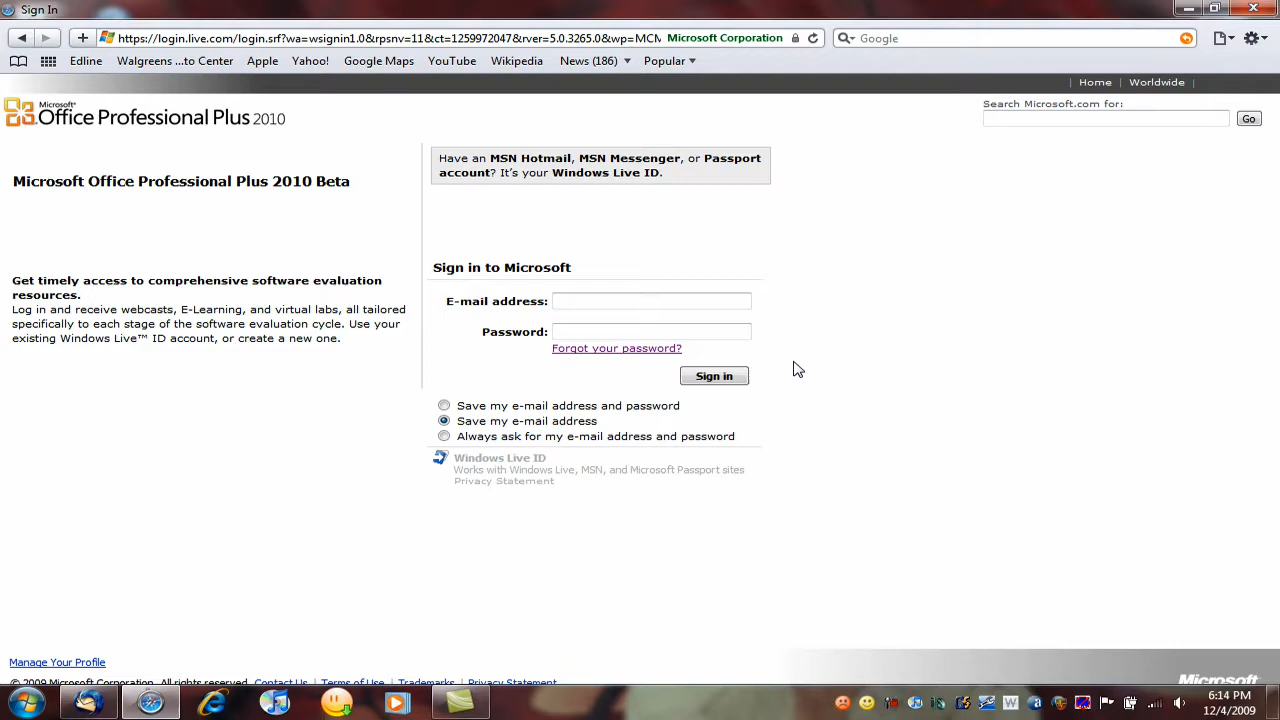 Sign In
https://login.live.com/login.srf?wa=wsignin1.0&rpsnv=11&ct=1259972047&rver=5.0.3265.0&wp=MCM Microsoft Corporation
Google
Edline Walgreens ...to Center Apple Yahoo! Google Maps YouTube Wikipedia News (186) Popular
Home Worldwide
Microsoft
Office Professional Plus 2010
Search Microsoft.com for:
Go
Have an MSN Hotmail, MSN Messenger, or Passport
account? It's your Windows Live ID.
Microsoft Office Professional Plus 2010 Beta
Get timely access to comprehensive software evaluation
resources.
Log in and receive webcasts, E-Learning, and virtual labs, all tailored
specifically to each stage of the software evaluation cycle. Use your
existing Windows Live™ ID account, or create a new one.
Sign in to Microsoft
E-mail address:
Password:
Forgot your password?
Sign in
Save my e-mail address and password
Save my e-mail address
Always ask for my e-mail address and password
Windows Live ID
Works with Windows Live, MSN, and Microsoft Passport sites
Privacy Statement
Manage Your Profile
© 2009 Microsoft Corporation. All rights reserved. Contact Us Terms of Use Trademarks Privacy Statement
Microsoft
6:14 PM
12/4/2009